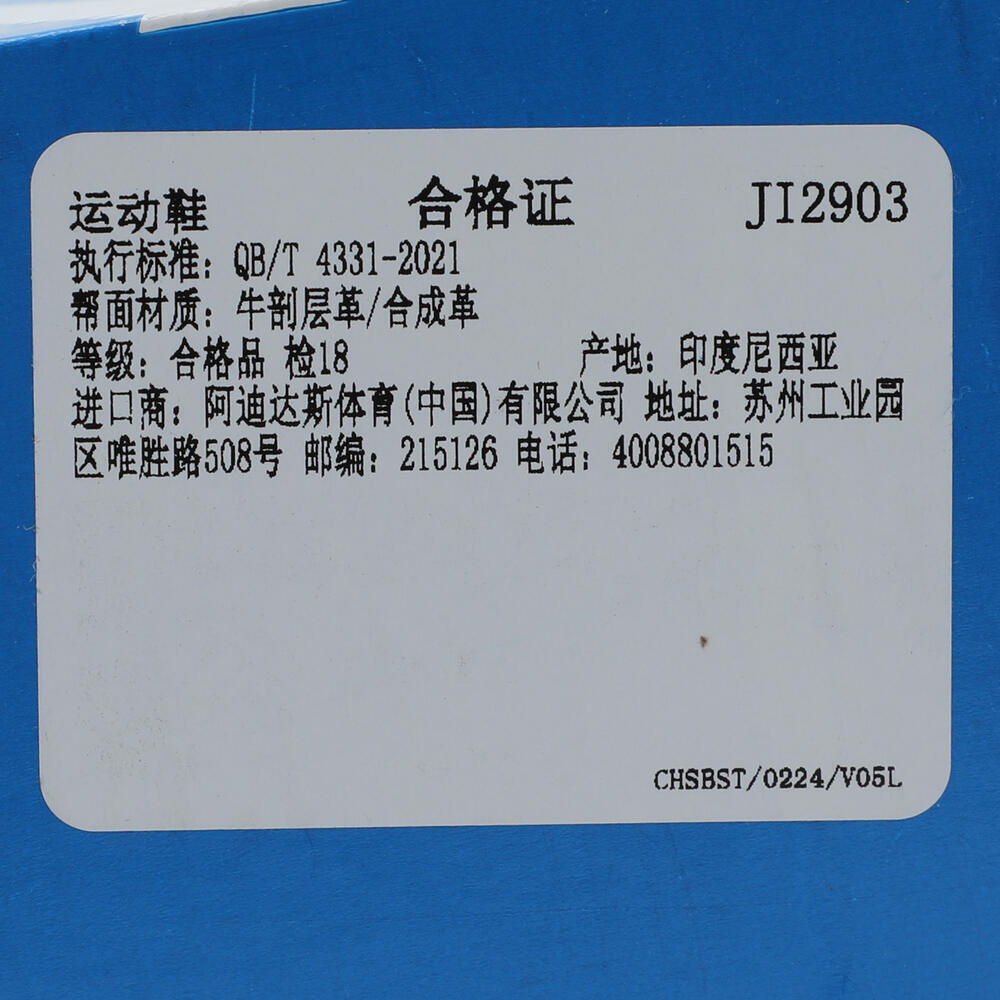 运动鞋 合格证 JI2903
执行标准：QB/T 4331-2021
帮面材质：牛剖层革/合成革
等级：合格品 检18 产地：印度尼西亚
进口商：阿迪达斯体育(中国)有限公司 地址：苏州工业园
区唯胜路508号 邮编：215126 电话：4008801515
CHSBST/0224/V05L